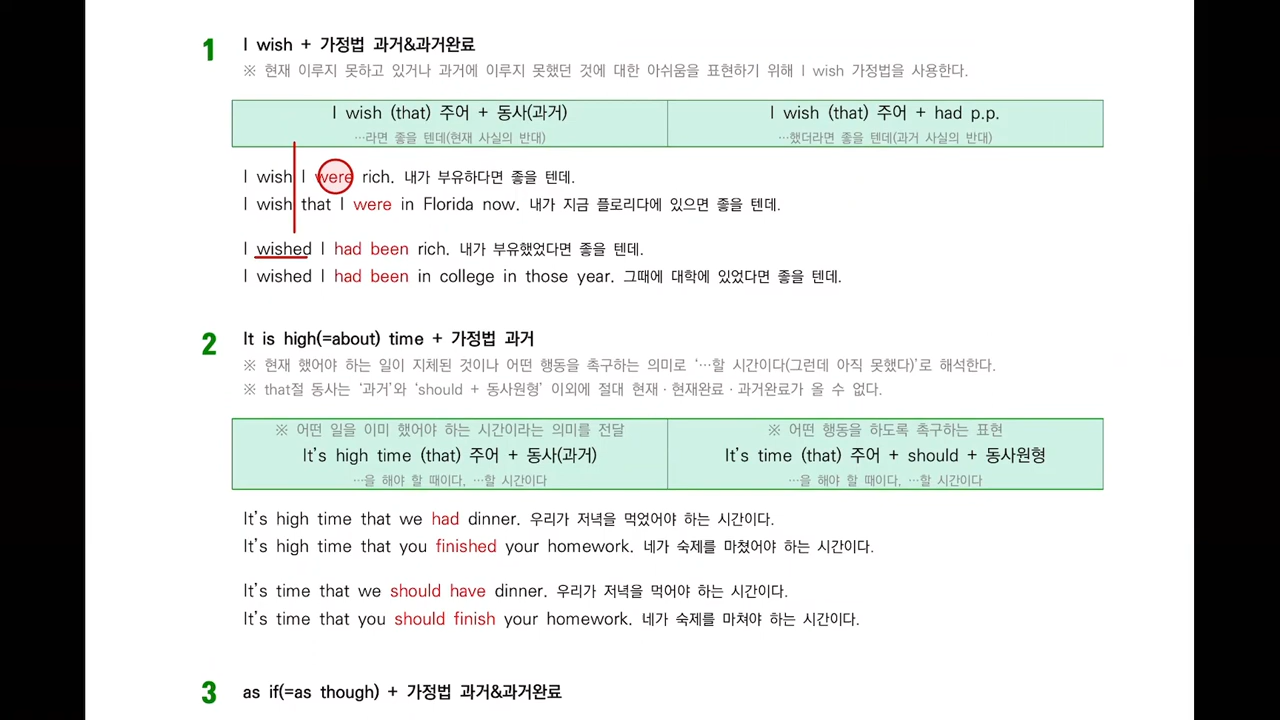 1 I wish + 가정법 과거&과거완료
※ 현재 이루지 못하고 있거나 과거에 이루지 못했던 것에 대한 아쉬움을 표현하기 위해 I wish 가정법을 사용한다.
I wish (that) 주어 + 동사(과거)
…라면 좋을 텐데(현재 사실의 반대)
I wish (that) 주어 + had p.p.
…했더라면 좋을 텐데(과거 사실의 반대)
I wish I were rich. 내가 부유하다면 좋을 텐데.
I wish that I were in Florida now. 내가 지금 플로리다에 있으면 좋을 텐데.
I wished I had been rich. 내가 부유했었다면 좋을 텐데.
I wished I had been in college in those year. 그때에 대학에 있었다면 좋을 텐데.
2 It is high(=about) time + 가정법 과거
※ 현재 했어야 하는 일이 지체된 것이나 어떤 행동을 촉구하는 의미로 ‘…할 시간이다(그런데 아직 못했다)’로 해석한다.
※ that절 동사는 ‘과거’와 ‘should + 동사원형’ 이외에 절대 현재·현재완료·과거완료가 올 수 없다.
※ 어떤 일을 이미 했어야 하는 시간이라는 의미를 전달
It’s high time (that) 주어 + 동사(과거)
…을 해야 할 때이다, …할 시간이다
※ 어떤 행동을 하도록 촉구하는 표현
It’s time (that) 주어 + should + 동사원형
…을 해야 할 때이다, …할 시간이다
It’s high time that we had dinner. 우리가 저녁을 먹었어야 하는 시간이다.
It’s high time that you finished your homework. 네가 숙제를 마쳤어야 하는 시간이다.
It’s time that we should have dinner. 우리가 저녁을 먹어야 하는 시간이다.
It’s time that you should finish your homework. 네가 숙제를 마쳐야 하는 시간이다.
3 as if(=as though) + 가정법 과거&과거완료